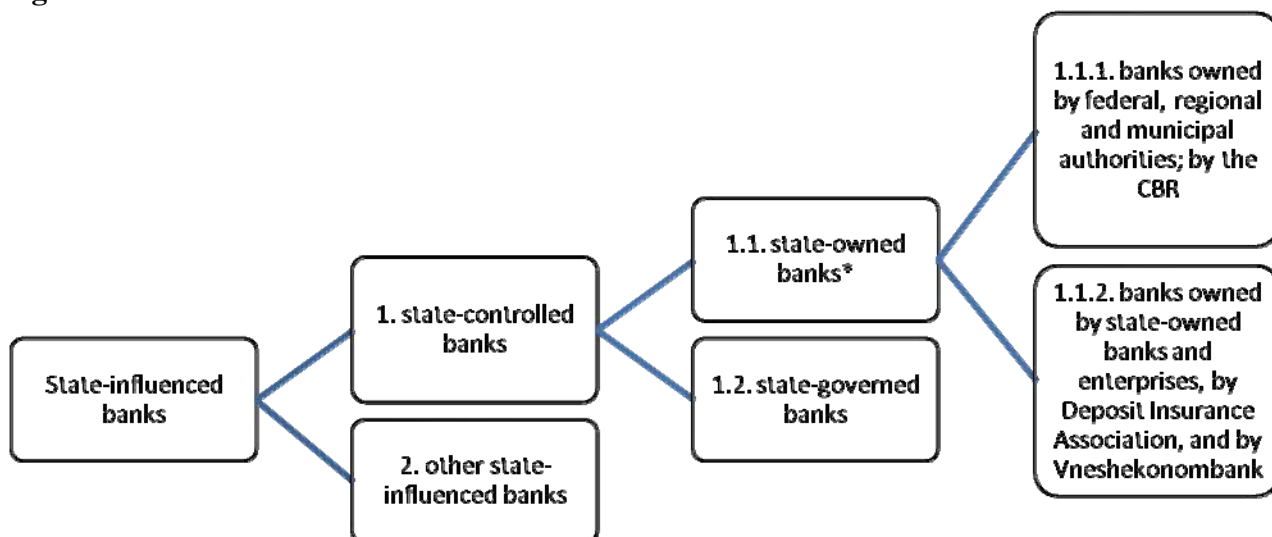 State-influenced
banks
1. state-controlled
banks
2. other state-
influenced banks
1.1. state-owned
banks*
1.2. state-governed
banks
1.1.1. banks owned
by federal, regional
and municipal
authorities; by the
CBR
1.1.2. banks owned
by state-owned
banks and
enterprises, by
Deposit Insurance
Association, and by
Vneshekonombank